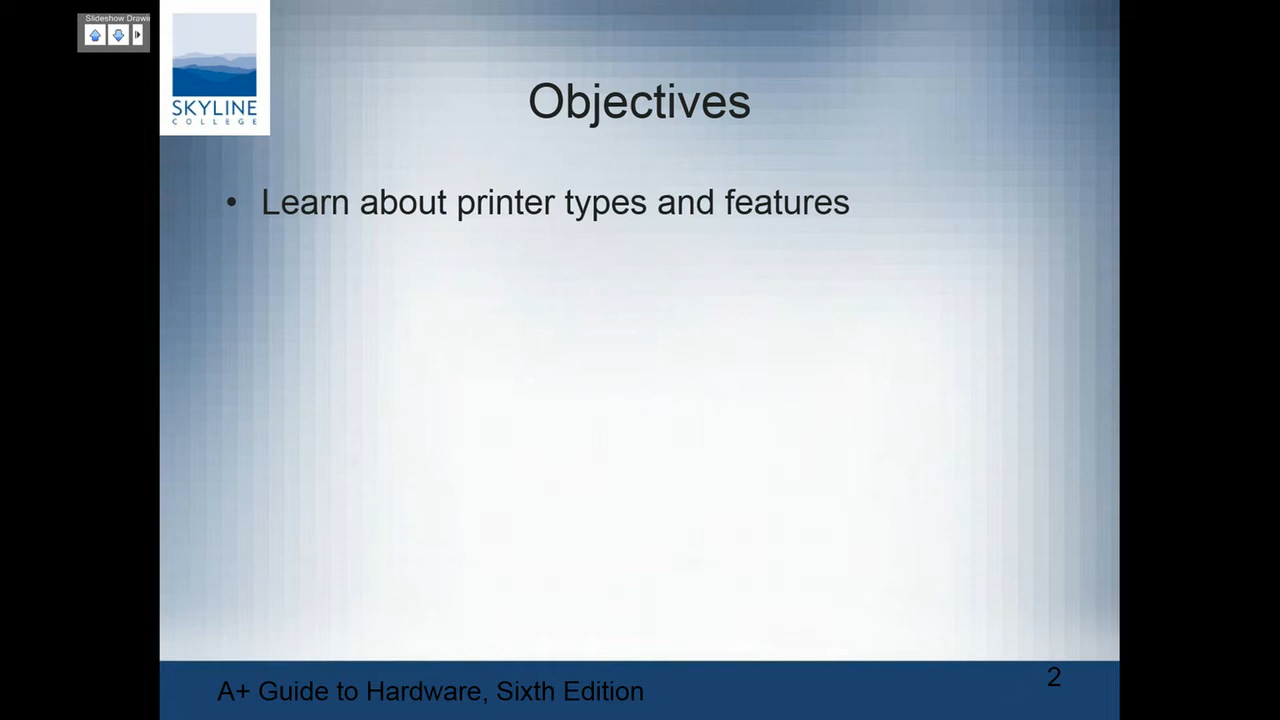 Slideshow Drawi
SKYLINE
COLLEGE
Objectives
• Learn about printer types and features
A+ Guide to Hardware, Sixth Edition
2